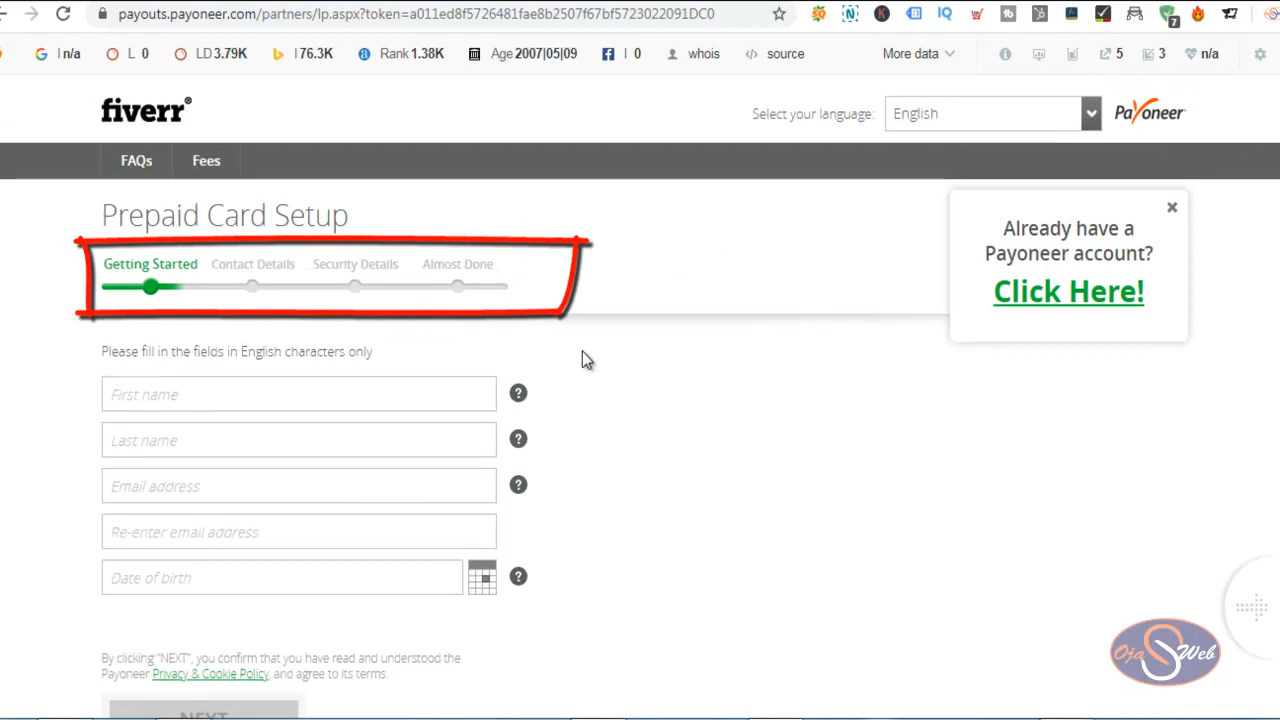 payouts.payoneer.com/partners/lp.aspx?token=a011ed8f5726481fae8b2507f67bf5723022091DC0
I n/a L 0 LD 3.79K I 76.3K Rank 1.38K Age 2007|05|09 I 0 whois source More data 5 3 n/a
fiverr®
Select your language: English Payoneer
FAQs Fees
Prepaid Card Setup
Already have a
Payoneer account?
Click Here!
Getting Started Contact Details Security Details Almost Done
Please fill in the fields in English characters only
First name
Last name
Email address
Re-enter email address
Date of birth
Oja S Web
By clicking "NEXT", you confirm that you have read and understood the
Payoneer Privacy & Cookie Policy, and agree to its terms.
NEXT